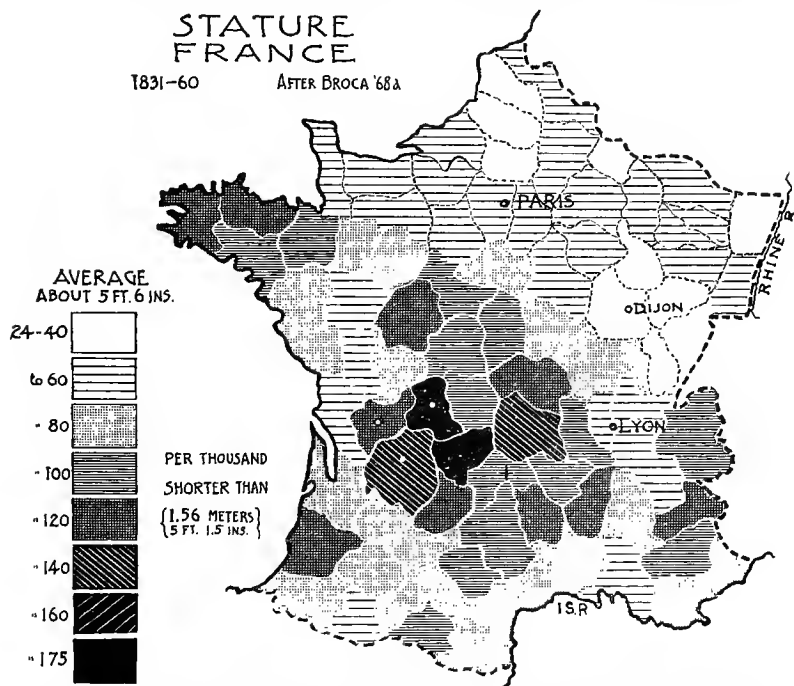 STATURE
FRANCE
1831-60 AFTER BROCA '68a
PARIS
RHINE R
AVERAGE
ABOUT 5 FT. 6 INS.
24-40
to 60
" 80
" 100
" 120
" 140
" 160
" 175
PER THOUSAND
SHORTER THAN
{1.56 METERS}
{5 FT. 1.5 INS.}
DIJON
LYON
I S.R